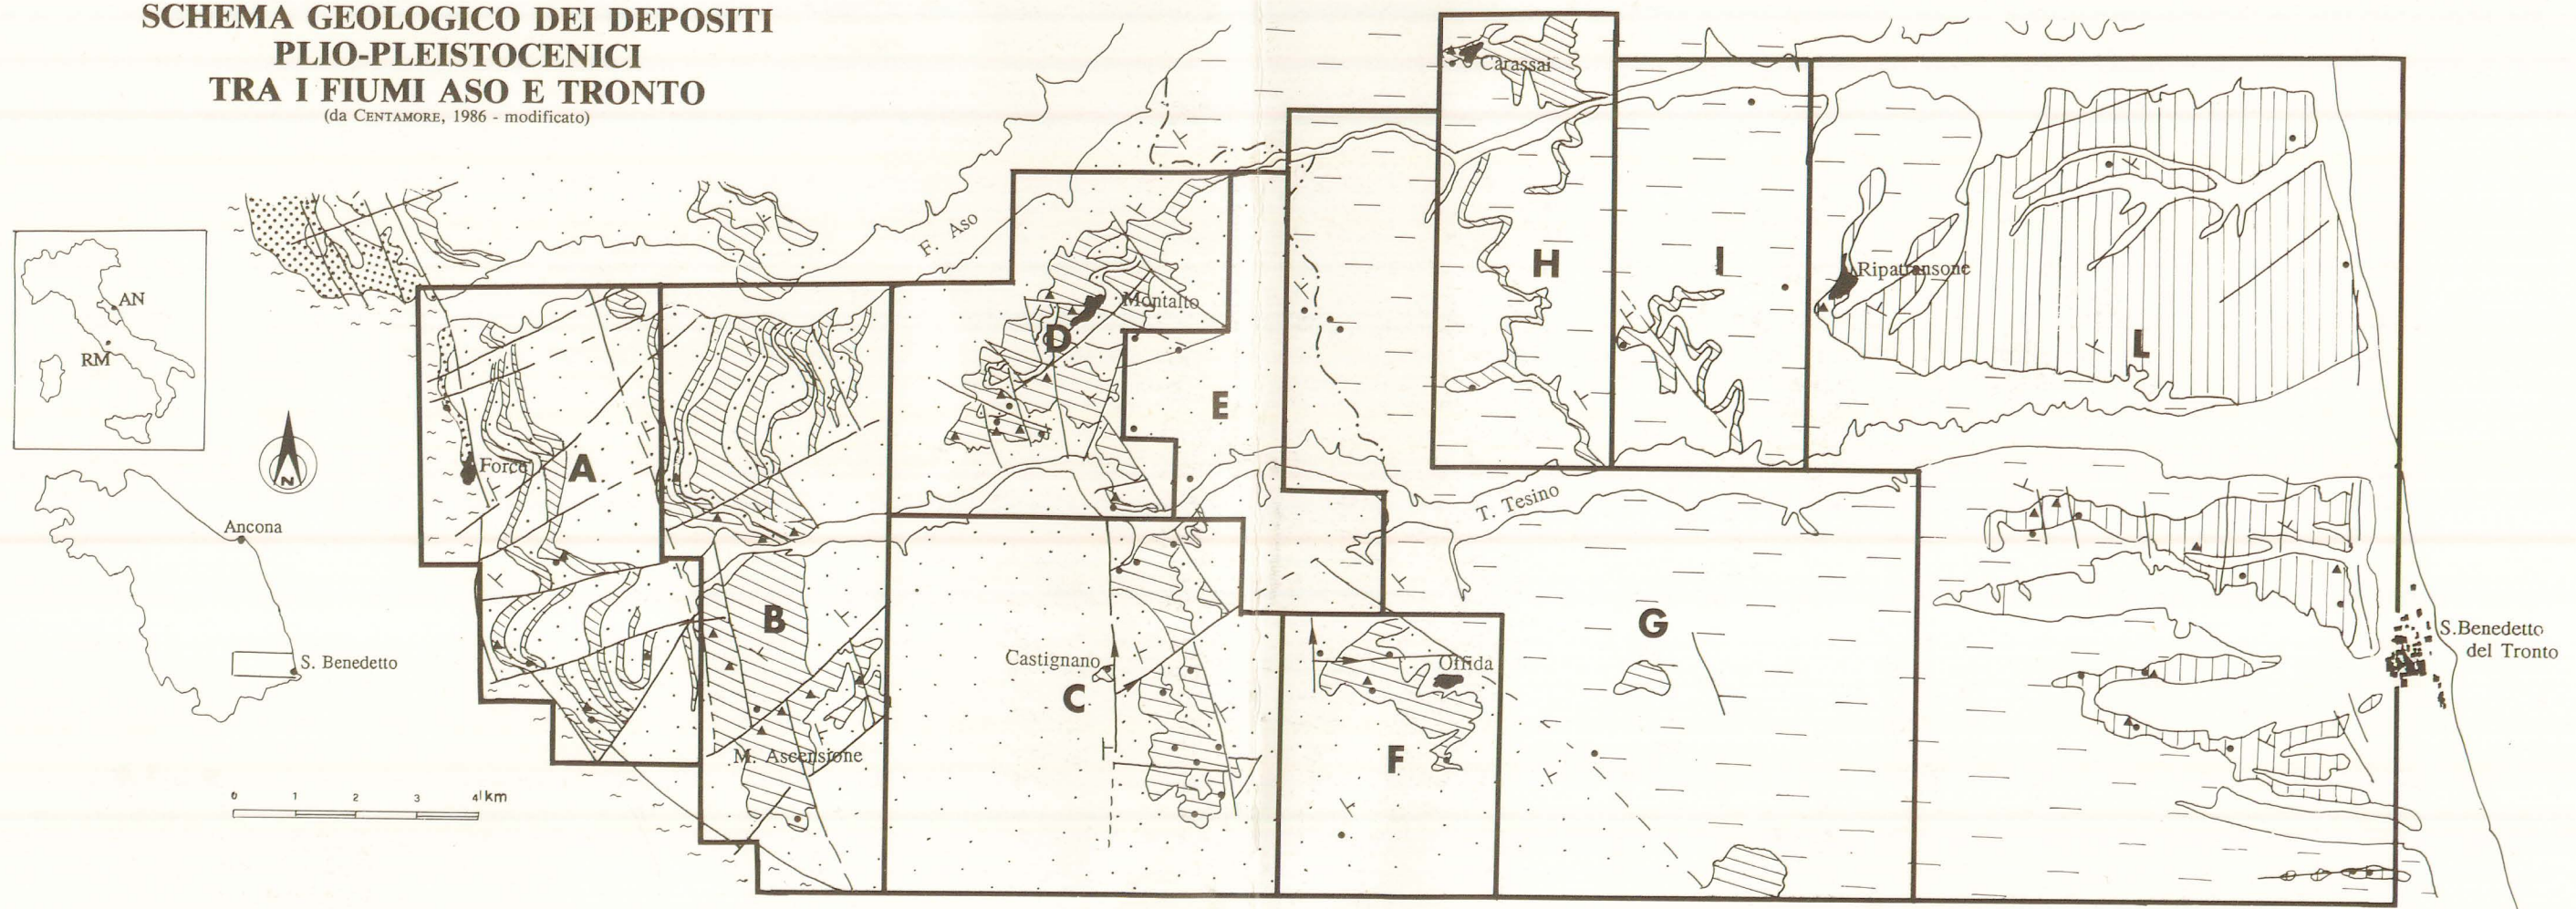 SCHEMA GEOLOGICO DEI DEPOSITI
PLIO-PLEISTOCENICI
TRA I FIUMI ASO E TRONTO
(da CENTAMORE, 1986 - modificato)
Carassai
F. Aso
AN
RM
H
I
Ripatransone
Montalto
D
L
E
N
Force
A
T. Tesino
Ancona
S. Benedetto
B
G
S.Benedetto
del Tronto
Castignano
C
Offida
M. Ascensione
F
0 1 2 3 4 km